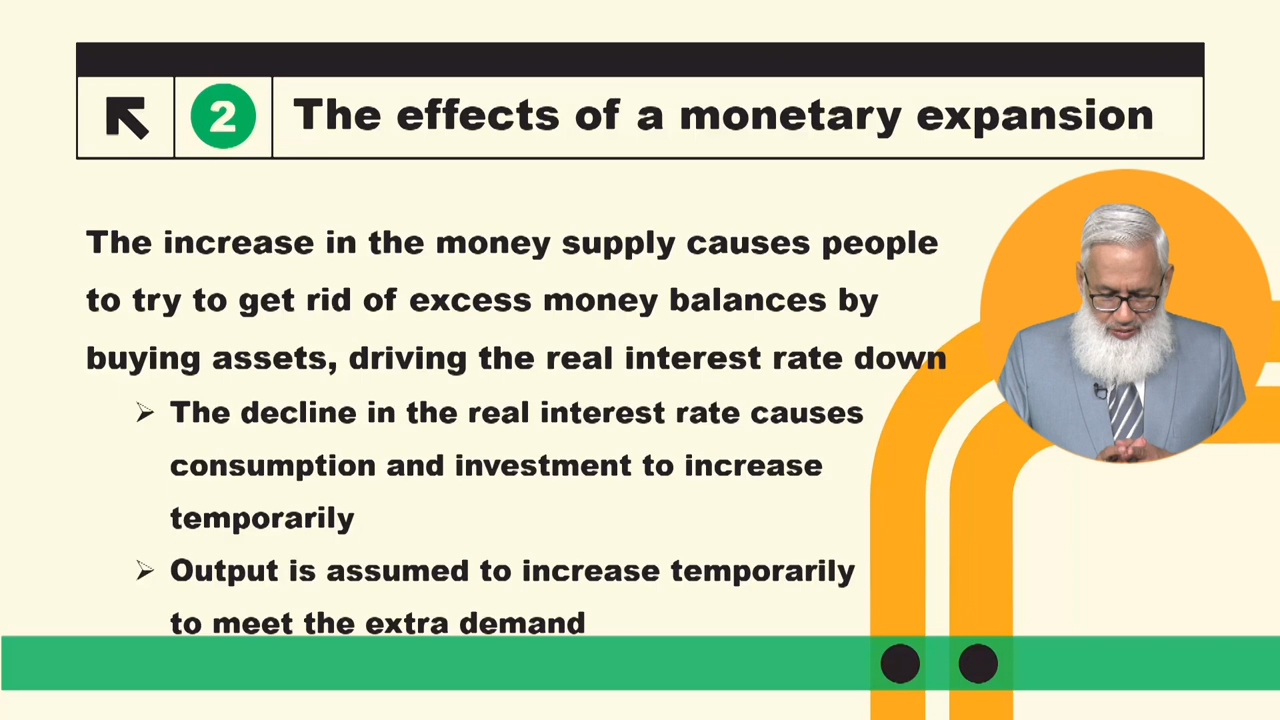 2 The effects of a monetary expansion
The increase in the money supply causes people
to try to get rid of excess money balances by
buying assets, driving the real interest rate down
➢ The decline in the real interest rate causes
consumption and investment to increase
temporarily
➢ Output is assumed to increase temporarily
to meet the extra demand